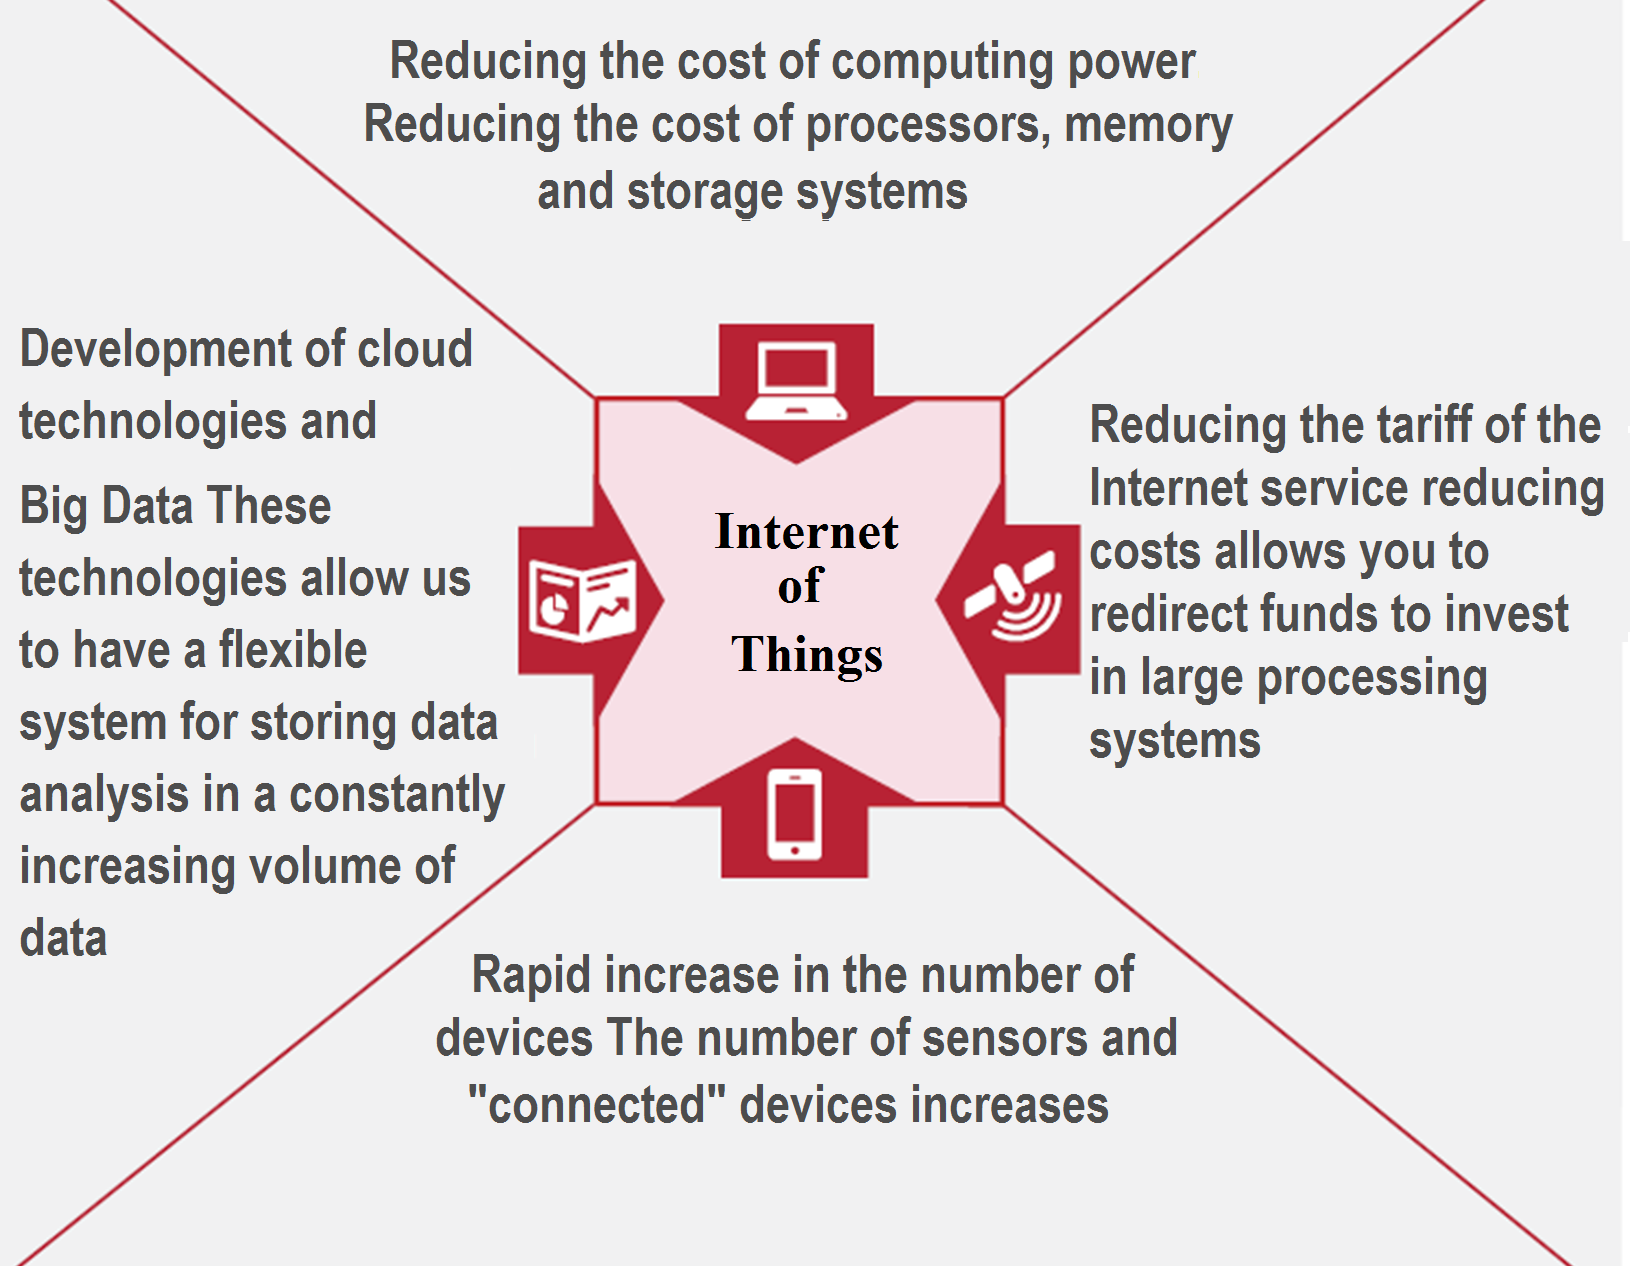 Reducing the cost of computing power
Reducing the cost of processors, memory
and storage systems
Development of cloud
technologies and
Big Data These
technologies allow us
to have a flexible
system for storing data
analysis in a constantly
increasing volume of
data
Internet
of
Things
Reducing the tariff of the
Internet service reducing
costs allows you to
redirect funds to invest
in large processing
systems
Rapid increase in the number of
devices The number of sensors and
"connected" devices increases